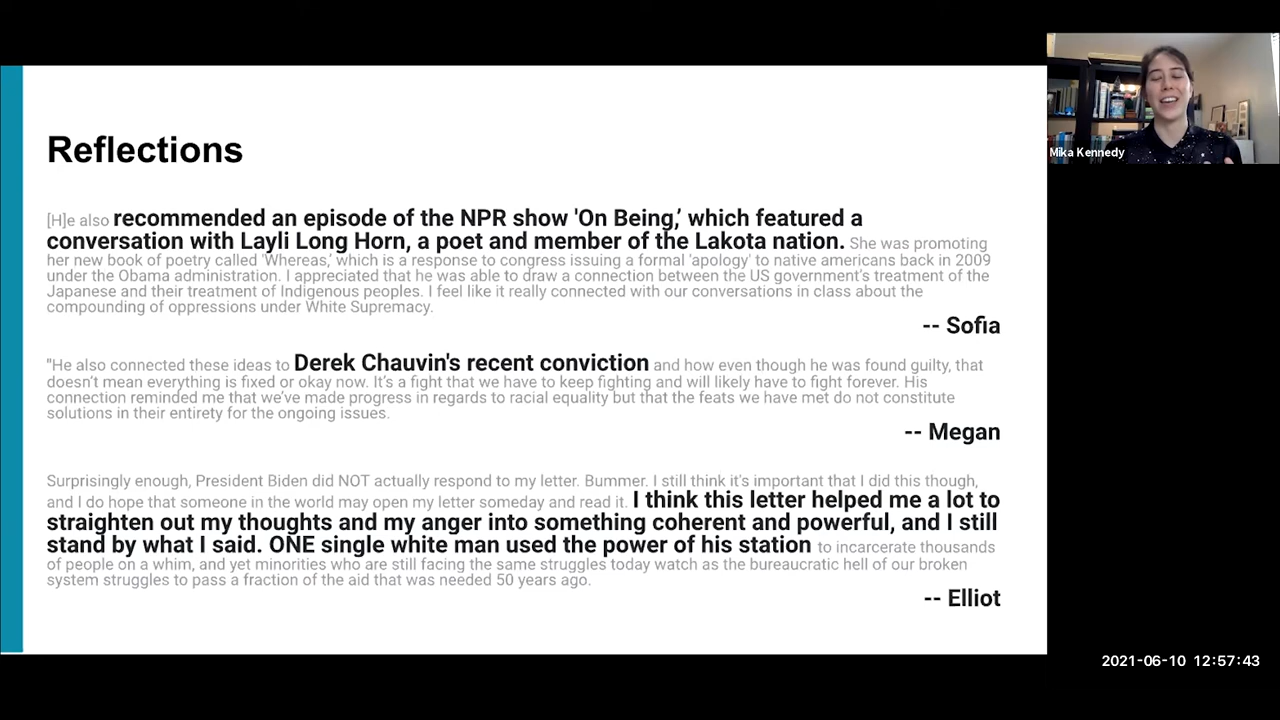 Reflections
[H]e also recommended an episode of the NPR show 'On Being,’ which featured a
conversation with Layli Long Horn, a poet and member of the Lakota nation. She was promoting
her new book of poetry called 'Whereas,’ which is a response to congress issuing a formal 'apology' to native americans back in 2009
under the Obama administration. I appreciated that he was able to draw a connection between the US government’s treatment of the
Japanese and their treatment of Indigenous peoples. I feel like it really connected with our conversations in class about the
compounding of oppressions under White Supremacy.
-- Sofia
"He also connected these ideas to Derek Chauvin's recent conviction and how even though he was found guilty, that
doesn’t mean everything is fixed or okay now. It’s a fight that we have to keep fighting and will likely have to fight forever. His
connection reminded me that we’ve made progress in regards to racial equality but that the feats we have met do not constitute
solutions in their entirety for the ongoing issues.
-- Megan
Surprisingly enough, President Biden did NOT actually respond to my letter. Bummer. I still think it's important that I did this though,
and I do hope that someone in the world may open my letter someday and read it. I think this letter helped me a lot to
straighten out my thoughts and my anger into something coherent and powerful, and I still
stand by what I said. ONE single white man used the power of his station to incarcerate thousands
of people on a whim, and yet minorities who are still facing the same struggles today watch as the bureaucratic hell of our broken
system struggles to pass a fraction of the aid that was needed 50 years ago.
-- Elliot
Mika Kennedy
2021-06-10 12:57:43